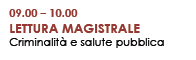 09.00 – 10.00
LETTURA MAGISTRALE
Criminalità e salute pubblica